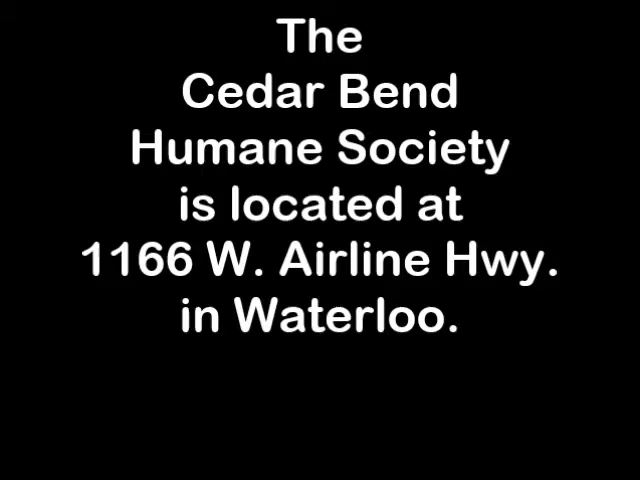 The
Cedar Bend
Humane Society
is located at
1166 W. Airline Hwy.
in Waterloo.